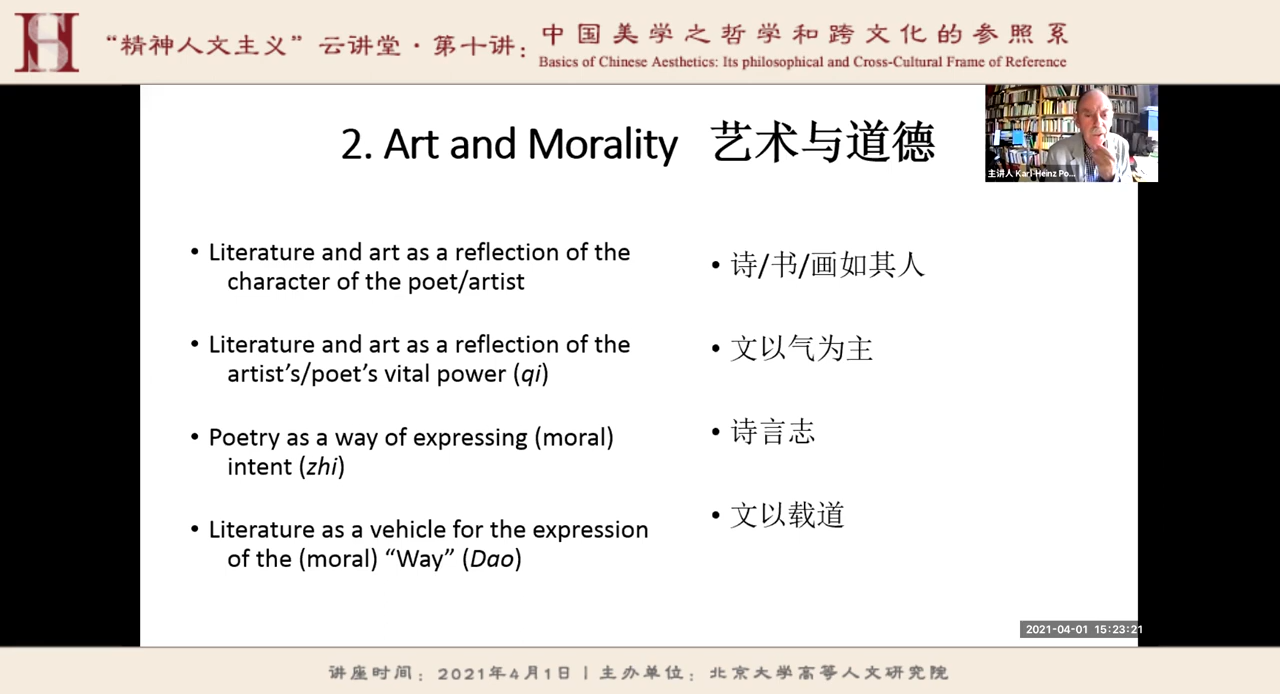 “精神人文主义”云讲堂·第十讲：
中国美学之哲学和跨文化的参照系
Basics of Chinese Aesthetics: Its philosophical and Cross-Cultural Frame of Reference
主讲人 Karl-Heinz Po...
2. Art and Morality 艺术与道德
• Literature and art as a reflection of the
character of the poet/artist
• Literature and art as a reflection of the
artist’s/poet’s vital power (qi)
• Poetry as a way of expressing (moral)
intent (zhi)
• Literature as a vehicle for the expression
of the (moral) “Way” (Dao)
• 诗/书/画如其人
• 文以气为主
• 诗言志
• 文以载道
2021-04-01 15:23:21
讲座时间：2021年4月1日 | 主办单位：北京大学高等人文研究院